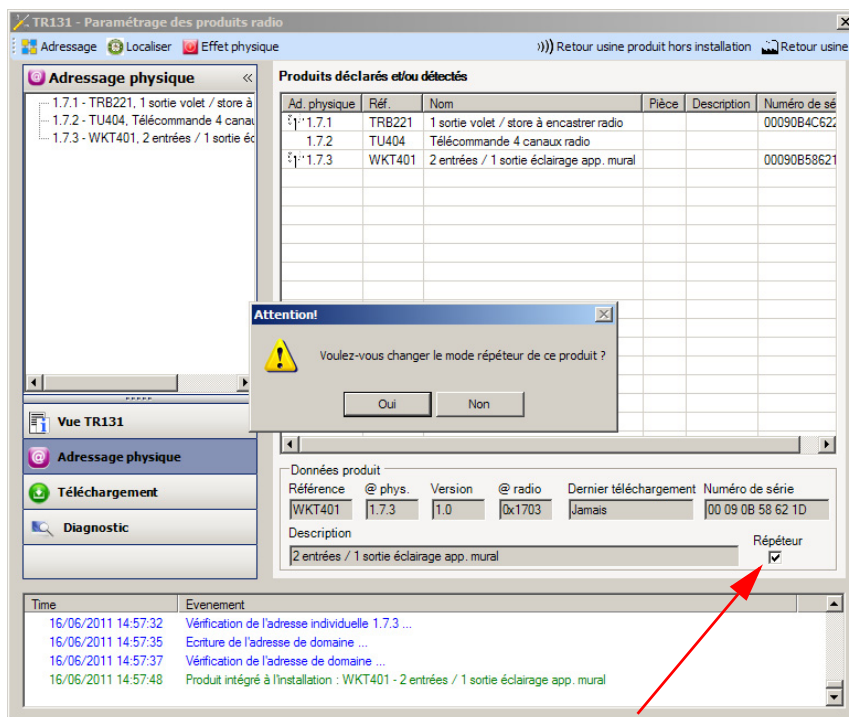 TR131 - Paramétrage des produits radio
Adressage Localiser Effet physique ))) Retour usine produit hors installation Retour usine
Adressage physique «
1.7.1 - TRB221, 1 sortie volet / store à
1.7.2 - TU404, Télécommande 4 canau
1.7.3 - WKT401, 2 entrées / 1 sortie éc
Produits déclarés et/ou détectés
Ad. physique Réf. Nom Pièce Description Numéro de sé
1.7.1 TRB221 1 sortie volet / store à encastrer radio 00090B4C622
1.7.2 TU404 Télécommande 4 canaux radio
1.7.3 WKT401 2 entrées / 1 sortie éclairage app. mural 00090B58621
Attention!
Voulez-vous changer le mode répéteur de ce produit ?
Oui Non
Vue TR131
Adressage physique
Téléchargement
Diagnostic
Données produit
Référence @ phys. Version @ radio Dernier téléchargement Numéro de série
WKT401 1.7.3 1.0 0x1703 Jamais 00 09 0B 58 62 1D
Description
Répéteur
2 entrées / 1 sortie éclairage app. mural
Time Evenement
16/06/2011 14:57:32 Vérification de l'adresse individuelle 1.7.3 ...
16/06/2011 14:57:35 Ecriture de l'adresse de domaine ...
16/06/2011 14:57:37 Vérification de l'adresse de domaine ...
16/06/2011 14:57:48 Produit intégré à l'installation : WKT401 - 2 entrées / 1 sortie éclairage app. mural